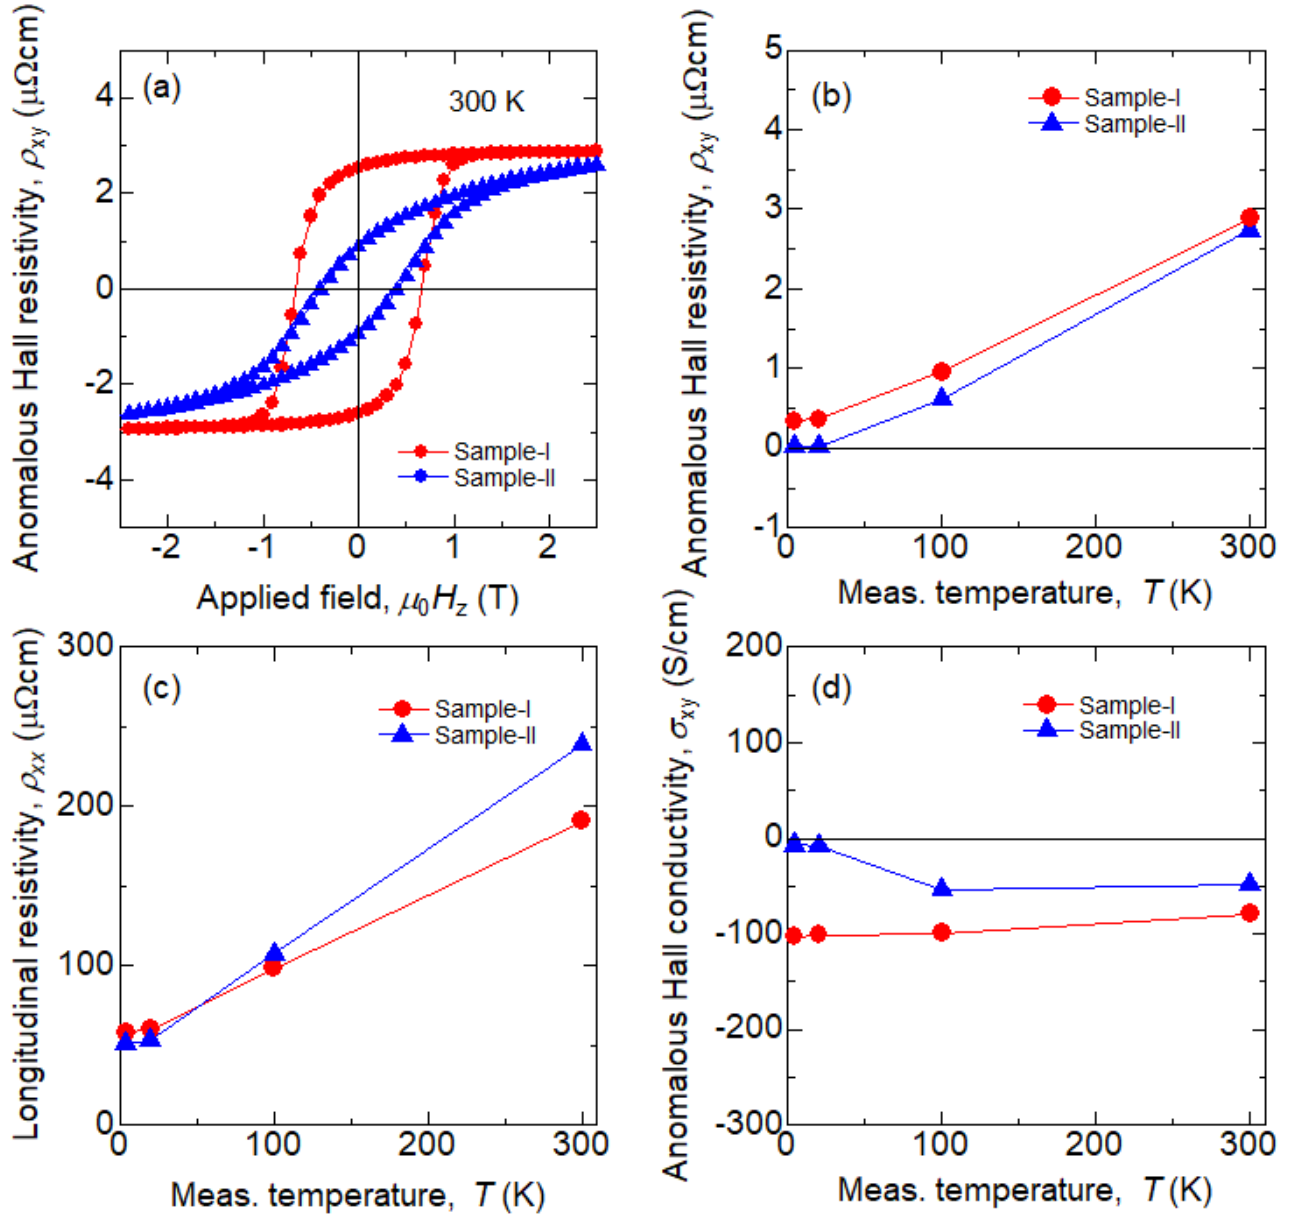 (a)
300 K
Anomalous Hall resistivity, ρxy (μΩcm)
4
2
0
-2
-4
Sample-I
Sample-II
-2
-1
0
1
2
Applied field, μ0Hz (T)
(b)
Anomalous Hall resistivity, ρxy (μΩcm)
5
4
3
2
1
0
-1
Sample-I
Sample-II
0
100
200
300
Meas. temperature, T (K)
(c)
Longitudinal resistivity, ρxx (μΩcm)
300
200
100
0
Sample-I
Sample-II
0
100
200
300
Meas. temperature, T (K)
(d)
Anomalous Hall conductivity, σxy (S/cm)
200
100
0
-100
-200
-300
Sample-I
Sample-II
0
100
200
300
Meas. temperature, T (K)